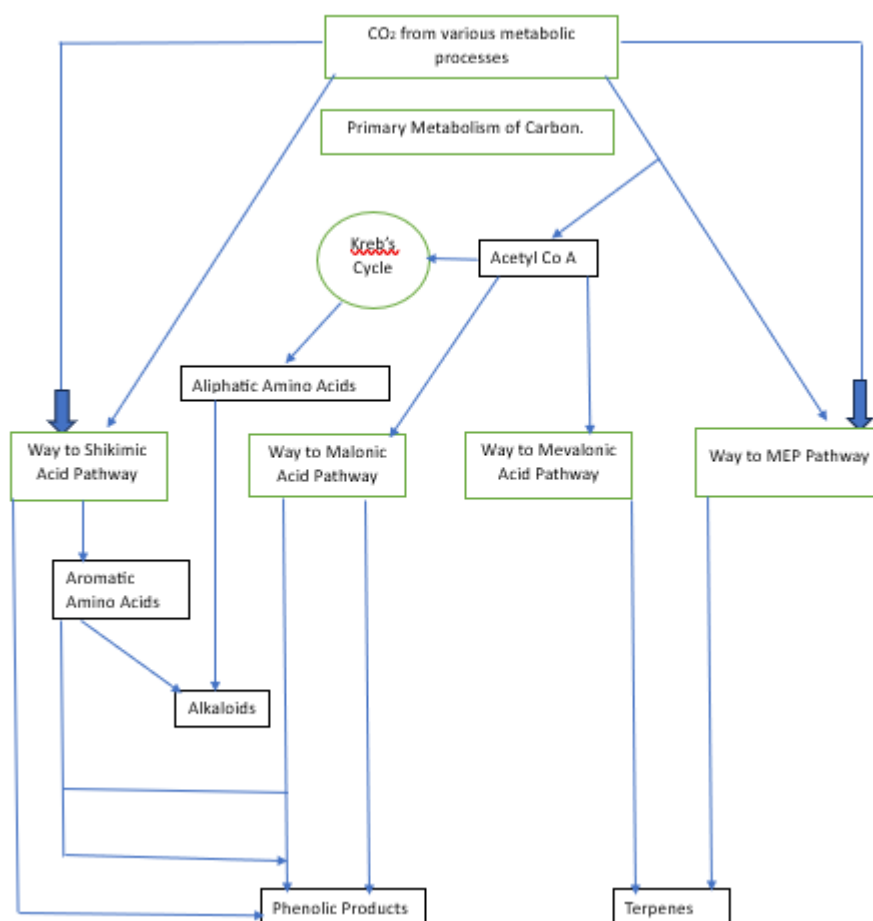 CO₂ from various metabolic
processes
Primary Metabolism of Carbon.
Kreb's
Cycle
Acetyl Co A
Aliphatic Amino Acids
Way to Shikimic
Acid Pathway
Way to Malonic
Acid Pathway
Way to Mevalonic
Acid Pathway
Way to MEP Pathway
Aromatic
Amino Acids
Alkaloids
Phenolic Products
Terpenes